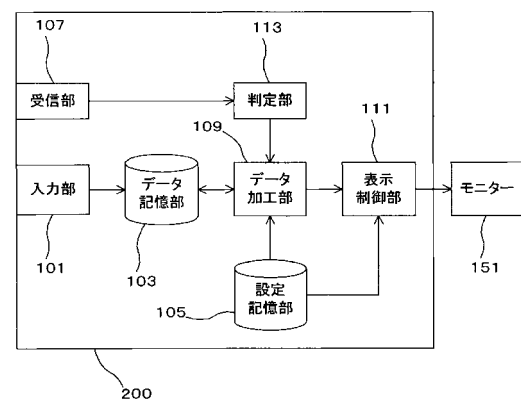 107
113
受信部
判定部
109
111
入力部
データ
記憶部
データ
加工部
表示
制御部
モニター
101
103
151
105
設定
記憶部
200